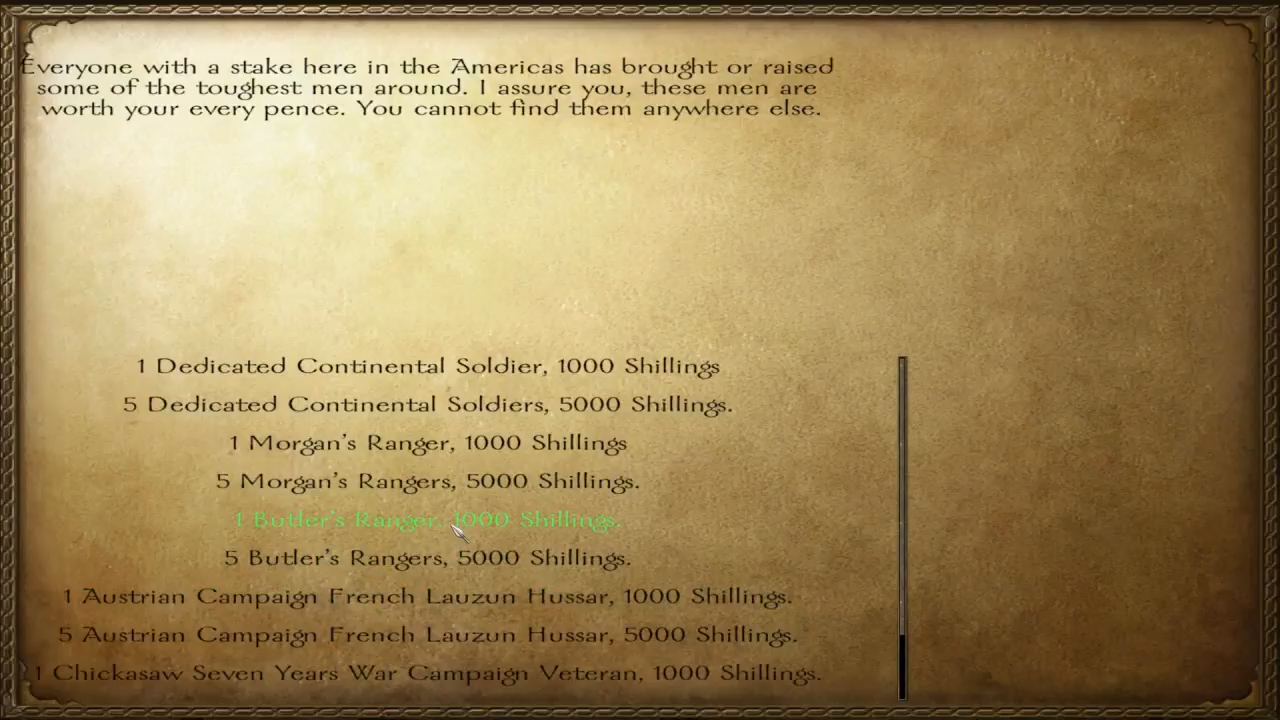 Everyone with a stake here in the Americas has brought or raised
some of the toughest men around. I assure you, these men are
worth your every pence. You cannot find them anywhere else.
1 Dedicated Continental Soldier, 1000 Shillings
5 Dedicated Continental Soldiers, 5000 Shillings.
1 Morgan's Ranger, 1000 Shillings
5 Morgan's Rangers, 5000 Shillings.
1 Butler's Ranger, 1000 Shillings.
5 Butler's Rangers, 5000 Shillings.
1 Austrian Campaign French Lauzun Hussar, 1000 Shillings.
5 Austrian Campaign French Lauzun Hussar, 5000 Shillings.
1 Chickasaw Seven Years War Campaign Veteran, 1000 Shillings.